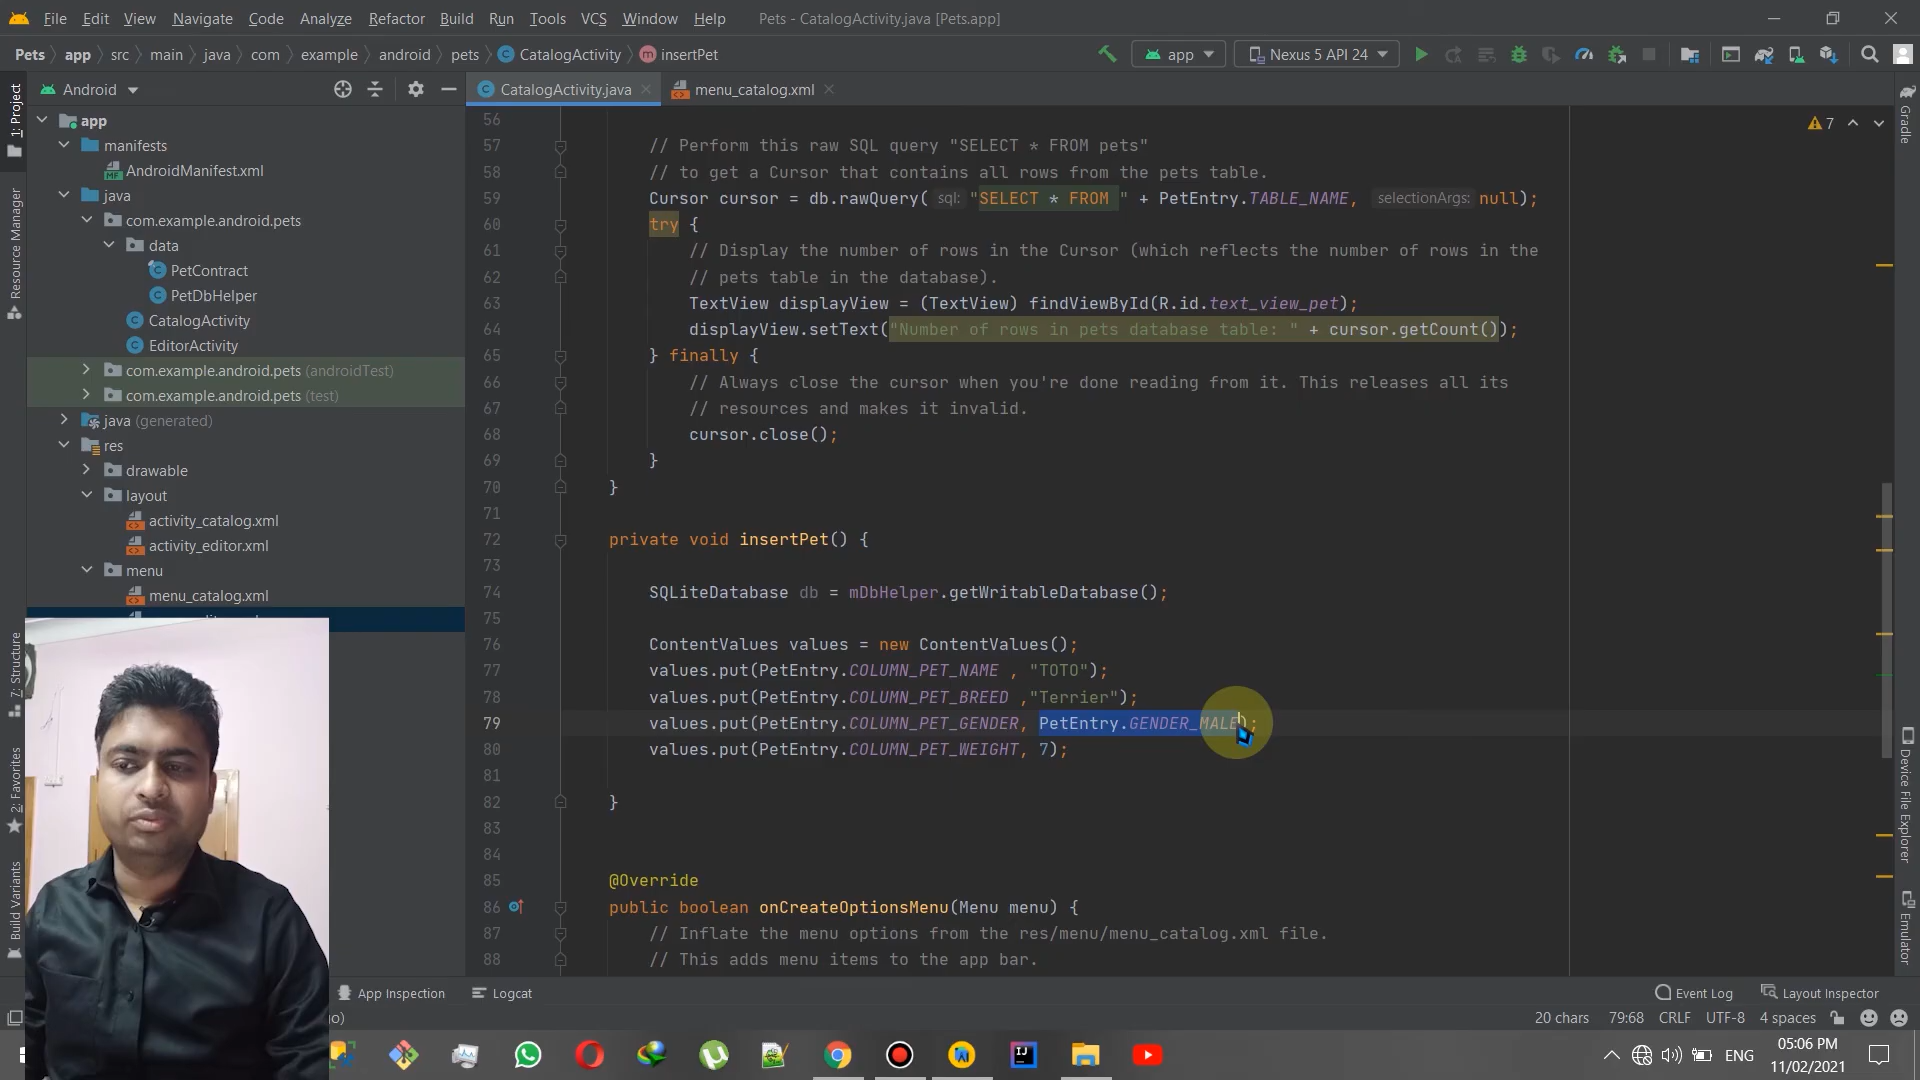 File Edit View Navigate Code Analyze Refactor Build Run Tools VCS Window Help Pets - CatalogActivity.java [Pets.app]
Pets app src main java com example android pets CatalogActivity insertPet app Nexus 5 API 24
Android
CatalogActivity.java menu_catalog.xml
1: Project
Resource Manager
7: Structure
2: Favorites
Build Variants
app
manifests
AndroidManifest.xml
java
com.example.android.pets
data
PetContract
PetDbHelper
CatalogActivity
EditorActivity
com.example.android.pets (androidTest)
com.example.android.pets (test)
java (generated)
res
drawable
layout
activity_catalog.xml
activity_editor.xml
menu
menu_catalog.xml
7
56
57 // Perform this raw SQL query "SELECT * FROM pets"
58 // to get a Cursor that contains all rows from the pets table.
59 Cursor cursor = db.rawQuery( sql: "SELECT * FROM " + PetEntry.TABLE_NAME, selectionArgs: null);
60 try {
61 // Display the number of rows in the Cursor (which reflects the number of rows in the
62 // pets table in the database).
63 TextView displayView = (TextView) findViewById(R.id.text_view_pet);
64 displayView.setText("Number of rows in pets database table: " + cursor.getCount());
65 } finally {
66 // Always close the cursor when you're done reading from it. This releases all its
67 // resources and makes it invalid.
68 cursor.close();
69 }
70 }
71
72 private void insertPet() {
73
74 SQLiteDatabase db = mDbHelper.getWritableDatabase();
75
76 ContentValues values = new ContentValues();
77 values.put(PetEntry.COLUMN_PET_NAME , "TOTO");
78 values.put(PetEntry.COLUMN_PET_BREED ,"Terrier");
79 values.put(PetEntry.COLUMN_PET_GENDER, PetEntry.GENDER_MALE);
80 values.put(PetEntry.COLUMN_PET_WEIGHT, 7);
81
82 }
83
84
85 @Override
86 public boolean onCreateOptionsMenu(Menu menu) {
87 // Inflate the menu options from the res/menu/menu_catalog.xml file.
88 // This adds menu items to the app bar.
Gradle
Device File Explorer
Emulator
App Inspection Logcat Event Log Layout Inspector
20 chars 79:68 CRLF UTF-8 4 spaces
ENG 05:06 PM
11/02/2021